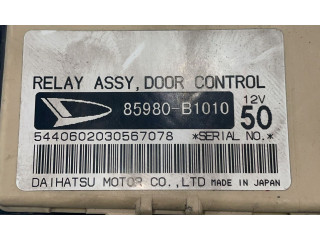 RELAY ASSY, DOOR CONTROL
85980-B1010 12V 50
5440602030567078 *SERIAL NO.*
DAIHATSU MOTOR CO.,LTD MADE IN JAPAN